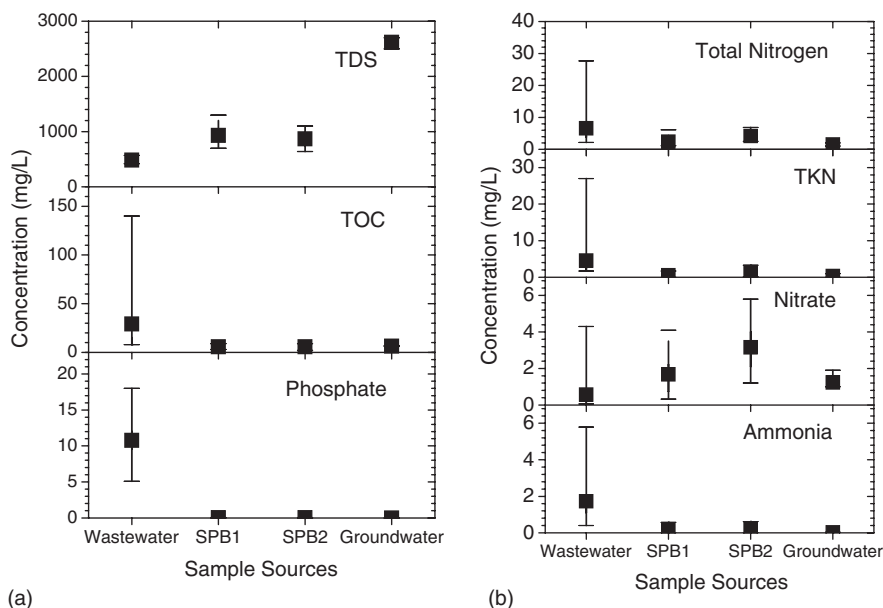 3000
2000
1000
0
TDS
150
100
50
0
TOC
20
15
10
5
0
Phosphate
Concentration (mg/L)
Wastewater SPB1 SPB2 Groundwater
Sample Sources
(a)
40
30
20
10
0
Total Nitrogen
30
20
10
0
TKN
6
4
2
0
Nitrate
6
4
2
0
Ammonia
Concentration (mg/L)
Wastewater SPB1 SPB2 Groundwater
Sample Sources
(b)